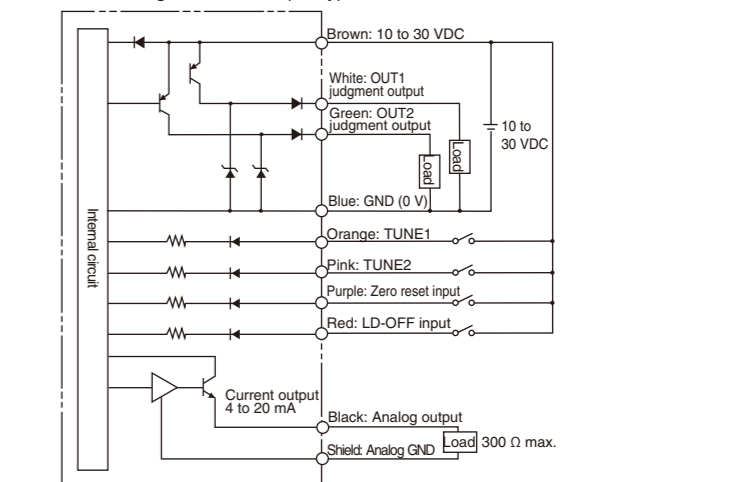 Brown: 10 to 30 VDC
White: OUT1
judgment output
Green: OUT2
judgment output
10 to
30 VDC
Load
Load
Blue: GND (0 V)
Internal circuit
Orange: TUNE1
Pink: TUNE2
Purple: Zero reset input
Red: LD-OFF input
Current output
4 to 20 mA
Black: Analog output
Load 300 Ω max.
Shield: Analog GND